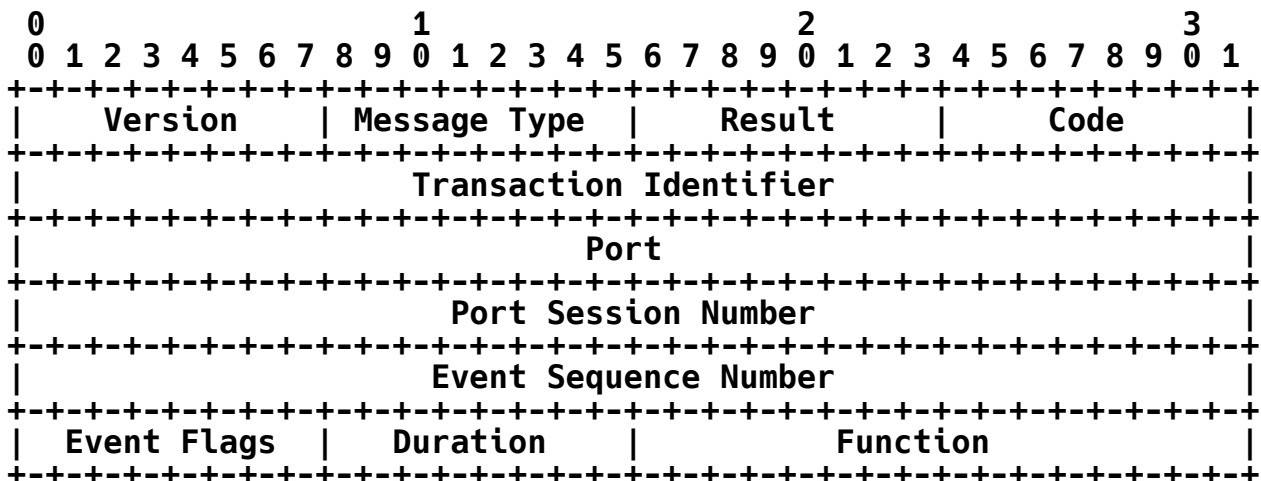 0                   1                   2                   3
 0 1 2 3 4 5 6 7 8 9 0 1 2 3 4 5 6 7 8 9 0 1 2 3 4 5 6 7 8 9 0 1
+-+-+-+-+-+-+-+-+-+-+-+-+-+-+-+-+-+-+-+-+-+-+-+-+-+-+-+-+-+-+-+-+
|    Version    | Message Type  |    Result     |     Code      |
+-+-+-+-+-+-+-+-+-+-+-+-+-+-+-+-+-+-+-+-+-+-+-+-+-+-+-+-+-+-+-+-+
|                    Transaction Identifier                     |
+-+-+-+-+-+-+-+-+-+-+-+-+-+-+-+-+-+-+-+-+-+-+-+-+-+-+-+-+-+-+-+-+
|                             Port                              |
+-+-+-+-+-+-+-+-+-+-+-+-+-+-+-+-+-+-+-+-+-+-+-+-+-+-+-+-+-+-+-+-+
|                      Port Session Number                      |
+-+-+-+-+-+-+-+-+-+-+-+-+-+-+-+-+-+-+-+-+-+-+-+-+-+-+-+-+-+-+-+-+
|                     Event Sequence Number                     |
+-+-+-+-+-+-+-+-+-+-+-+-+-+-+-+-+-+-+-+-+-+-+-+-+-+-+-+-+-+-+-+-+
|  Event Flags  |   Duration    |          Function             |
+-+-+-+-+-+-+-+-+-+-+-+-+-+-+-+-+-+-+-+-+-+-+-+-+-+-+-+-+-+-+-+-+